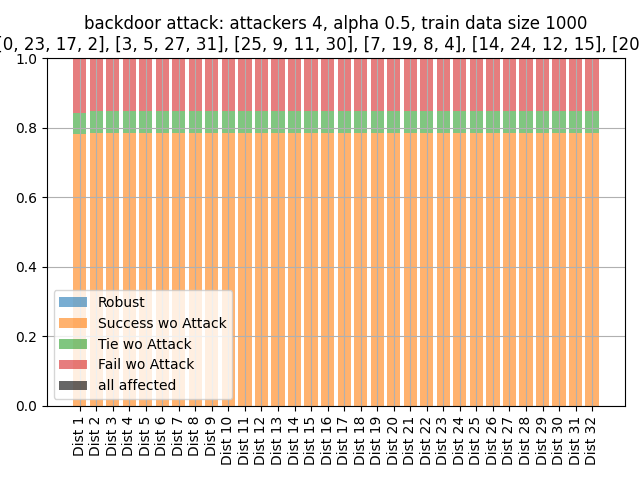 backdoor attack: attackers 4, alpha 0.5, train data size 1000
[0, 23, 17, 2], [3, 5, 27, 31], [25, 9, 11, 30], [7, 19, 8, 4], [14, 24, 12, 15], [20
1.0
0.8
0.6
0.4
0.2
0.0
Robust
Success wo Attack
Tie wo Attack
Fail wo Attack
all affected
Dist 1
Dist 2
Dist 3
Dist 4
Dist 5
Dist 6
Dist 7
Dist 8
Dist 9
Dist 10
Dist 11
Dist 12
Dist 13
Dist 14
Dist 15
Dist 16
Dist 17
Dist 18
Dist 19
Dist 20
Dist 21
Dist 22
Dist 23
Dist 24
Dist 25
Dist 26
Dist 27
Dist 28
Dist 29
Dist 30
Dist 31
Dist 32